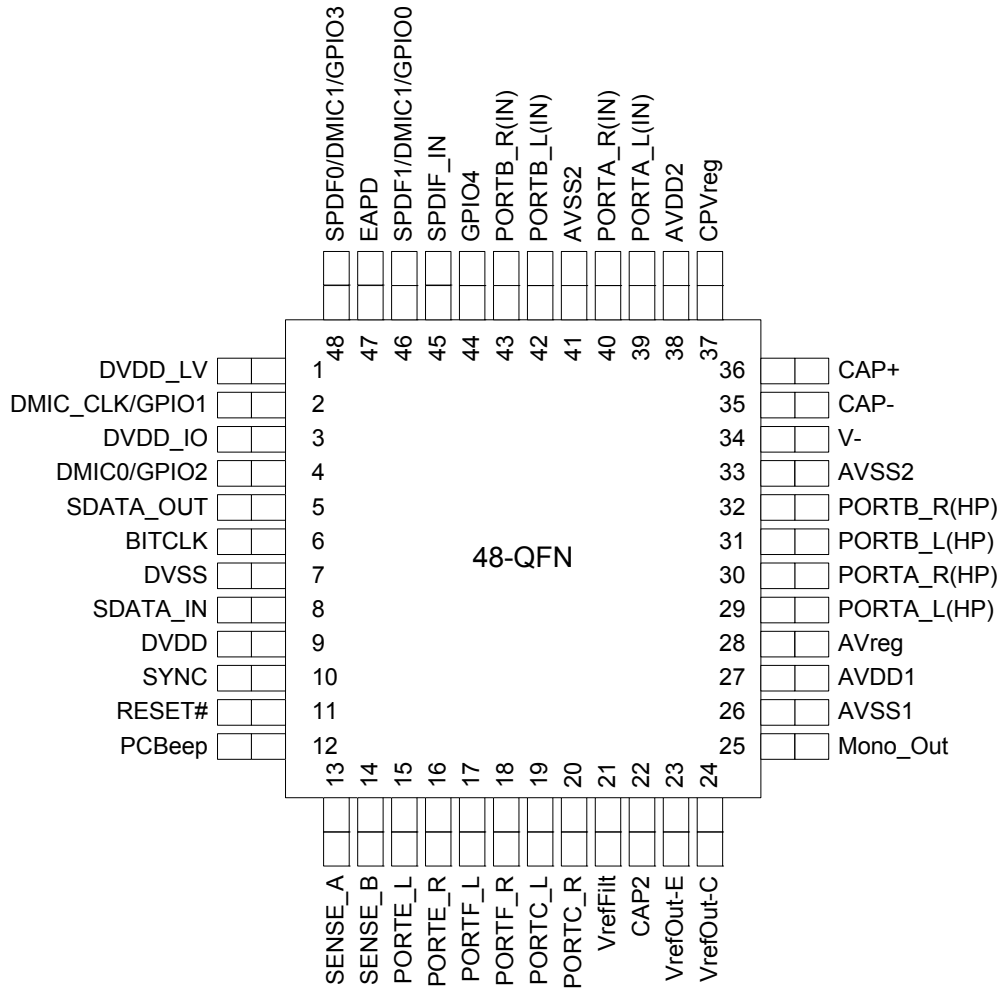 SPDF0/DMIC1/GPIO3
EAPD
SPDF1/DMIC1/GPIO0
SPDIF_IN
GPIO4
PORTB_R(IN)
PORTB_L(IN)
AVSS2
PORTA_R(IN)
PORTA_L(IN)
AVDD2
CPVreg
48
47
46
45
44
43
42
41
40
39
38
37
DVDD_LV 1
DMIC_CLK/GPIO1 2
DVDD_IO 3
DMIC0/GPIO2 4
SDATA_OUT 5
BITCLK 6
DVSS 7
SDATA_IN 8
DVDD 9
SYNC 10
RESET# 11
PCBeep 12
48-QFN
36 CAP+
35 CAP-
34 V-
33 AVSS2
32 PORTB_R(HP)
31 PORTB_L(HP)
30 PORTA_R(HP)
29 PORTA_L(HP)
28 AVreg
27 AVDD1
26 AVSS1
25 Mono_Out
13
14
15
16
17
18
19
20
21
22
23
24
SENSE_A
SENSE_B
PORTE_L
PORTE_R
PORTF_L
PORTF_R
PORTC_L
PORTC_R
VrefFilt
CAP2
VrefOut-E
VrefOut-C